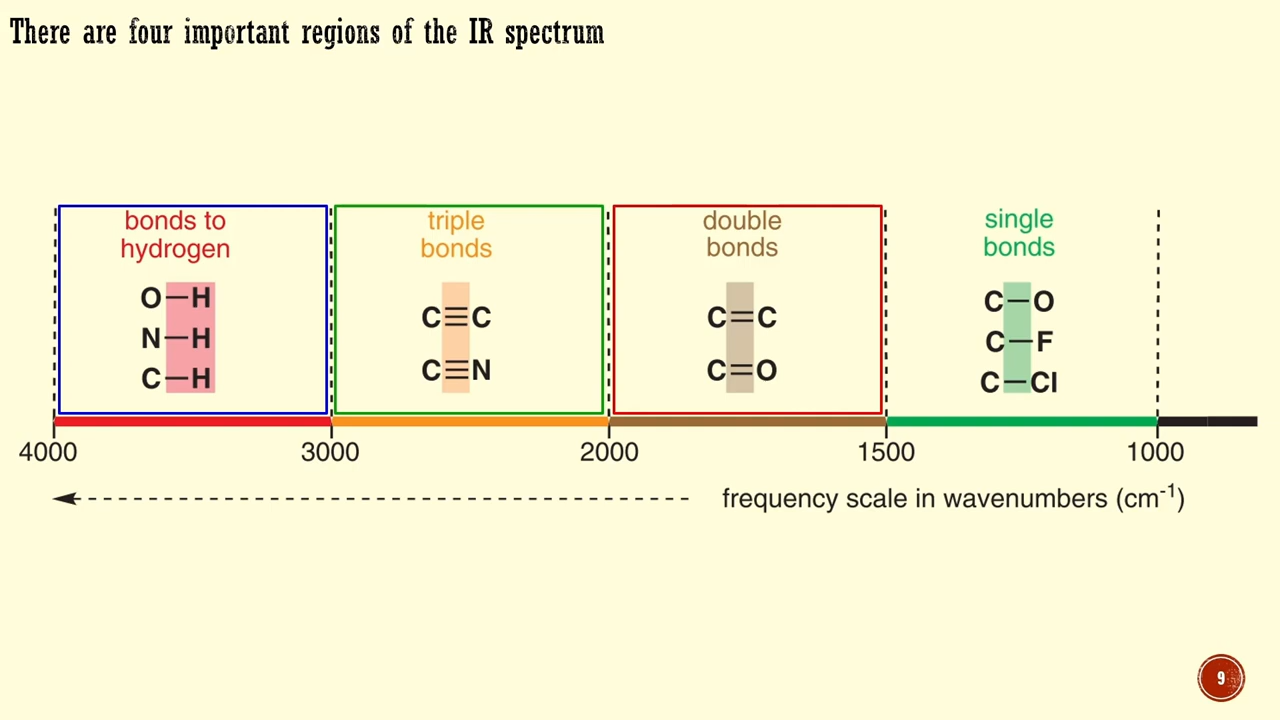 There are four important regions of the IR spectrum
bonds to
hydrogen
O—H
N—H
C—H
triple
bonds
C≡C
C≡N
double
bonds
C=C
C=O
single
bonds
C—O
C—F
C—Cl
4000 3000 2000 1500 1000
frequency scale in wavenumbers (cm⁻¹)
9